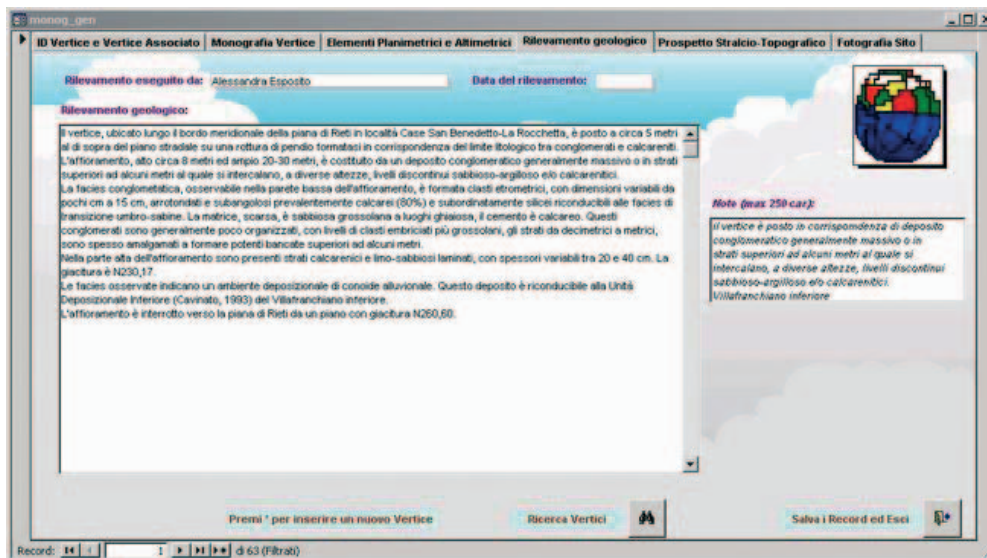 monog_gen
ID Vertice e Vertice Associato Monografia Vertice Elementi Planimetrici e Altimetrici Rilevamento geologico Prospetto Stralcio-Topografico Fotografia Sito
Rilevamento eseguito da: Alessandra Esposito Data del rilevamento:
Rilevamento geologico:
Il vertice, ubicato lungo il bordo meridionale della piana di Rieti in località Case San Benedetto-La Rocchetta, è posto a circa 5 metri
al di sopra del piano stradale su una rottura di pendio formatasi in corrispondenza del limite litologico tra conglomerati e calcareniti.
L'affioramento, alto circa 8 metri ed ampio 20-30 metri, è costituito da un deposito conglomeratico generalmente massivo o in strati
superiori ad alcuni metri al quale si intercalano, a diverse altezze, livelli discontinui sabbioso-argilloso e/o calcarentici.
La facies conglometatica, osservabile nella parete bassa dell'affioramento, è formata clasti etrometrici, con dimensioni variabili da
pochi cm a 15 cm, arrotondati e subangolosi prevalentemente calcarei (80%) e subordinatamente silicei riconducibili alle facies di
transizione umbro-sabine. La matrice, scarsa, è sabbiosa grossolana a luoghi ghiaiosa, il cemento è calcareo. Questi
conglomerati sono generalmente poco organizzati, con livelli di clasti embriciati più grossolani, gli strati da decimetrici a metrici,
sono spesso amalgamati a formare potenti bancate superiori ad alcuni metri.
Nella parte alta dell'affioramento sono presenti strati calcarenici e limo-sabbiosi laminati, con spessori variabili tra 20 e 40 cm. La
giacitura è N230,17.
Le facies osservate indicano un ambiente deposizionale di conoide alluvionale. Questo deposito è riconducibile alla Unità
Deposizionale Inferiore (Cavinato, 1993) del Villafranchiano inferiore.
L'affioramento è interrotto verso la piana di Rieti da un piano con giacitura N260,60.
Note (max 250 car):
Il vertice è posto in corrispondenza di deposito
conglomeratico generalmente massivo o in
strati superiori ad alcuni metri al quale si
intercalano, a diverse altezze, livelli discontinui
sabbioso-argilloso e/o calcarenitici.
Villafranchiano inferiore
Premi * per inserire un nuovo Vertice Ricerca Vertici Salva i Record ed Esci
Record: 1 di 63 (Filtrati)